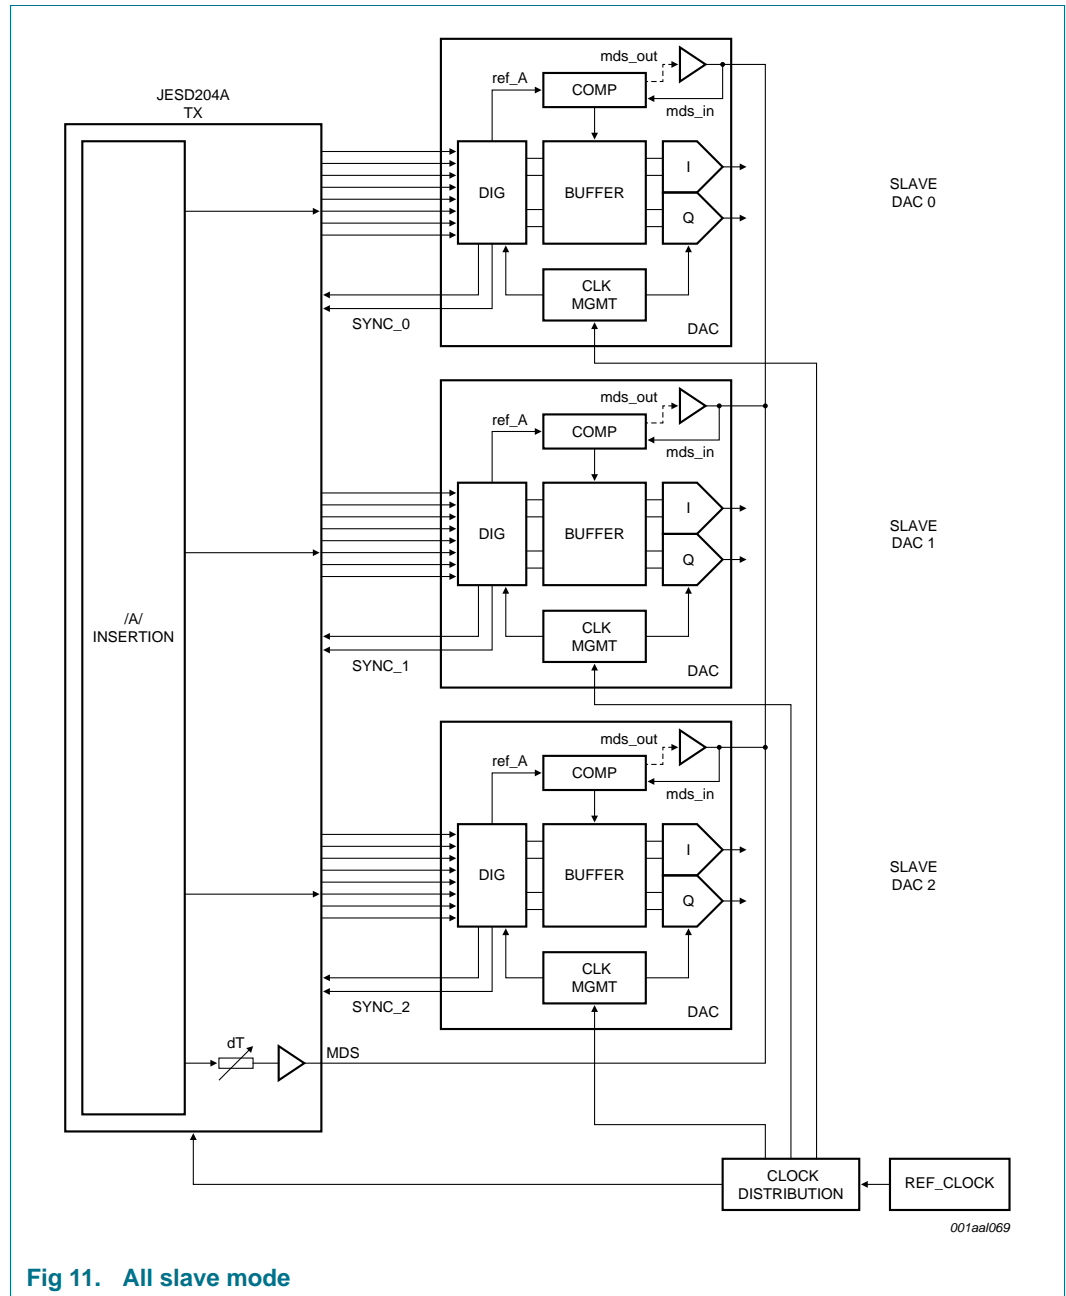 JESD204A
TX
/A/
INSERTION
mds_out
ref_A
COMP
mds_in
DIG
BUFFER
I
Q
SLAVE
DAC 0
CLK
MGMT
SYNC_0
DAC
mds_out
ref_A
COMP
mds_in
DIG
BUFFER
I
Q
SLAVE
DAC 1
CLK
MGMT
SYNC_1
DAC
mds_out
ref_A
COMP
mds_in
DIG
BUFFER
I
Q
SLAVE
DAC 2
CLK
MGMT
SYNC_2
DAC
dT
MDS
CLOCK
DISTRIBUTION
REF_CLOCK
001aal069
Fig 11. All slave mode